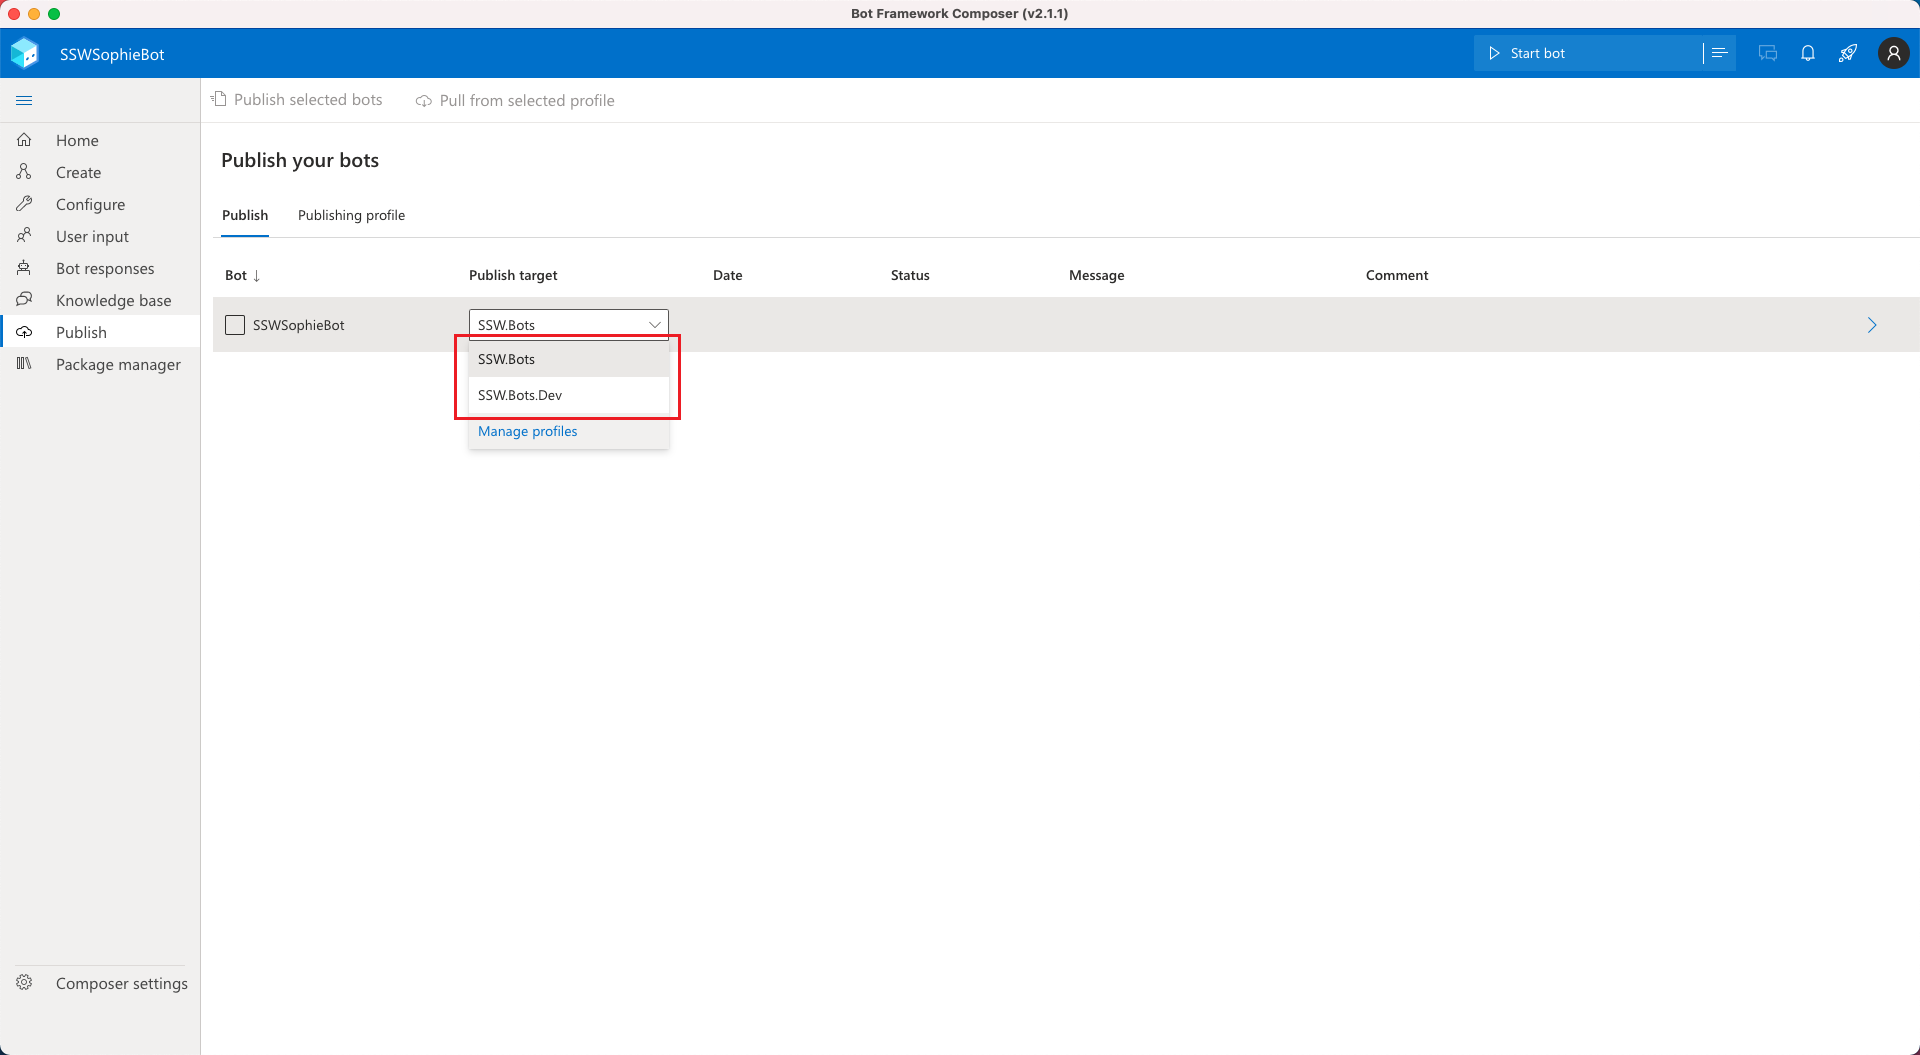 Bot Framework Composer (v2.1.1)
SSWSophieBot
Start bot
Publish selected bots
Pull from selected profile
Home
Create
Configure
User input
Bot responses
Knowledge base
Publish
Package manager
Composer settings
Publish your bots
Publish
Publishing profile
Bot ↓
Publish target
Date
Status
Message
Comment
SSWSophieBot
SSW.Bots
SSW.Bots
SSW.Bots.Dev
Manage profiles